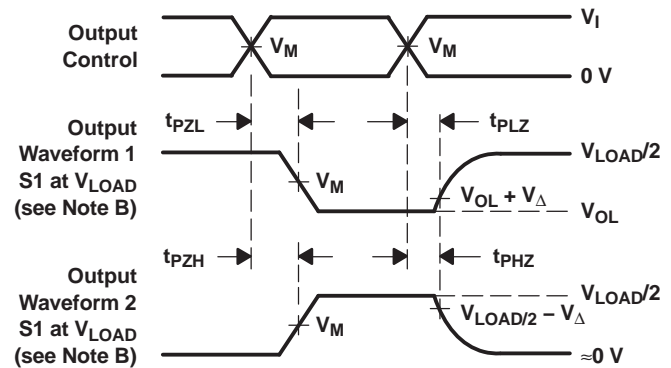 Output
Control
V_M
V_M
V_I
0 V
t_PZL
t_PLZ
Output
Waveform 1
S1 at V_LOAD
(see Note B)
V_M
V_LOAD/2
V_OL + V_Δ
V_OL
t_PZH
t_PHZ
Output
Waveform 2
S1 at V_LOAD
(see Note B)
V_M
V_LOAD/2
V_LOAD/2 − V_Δ
≈0 V